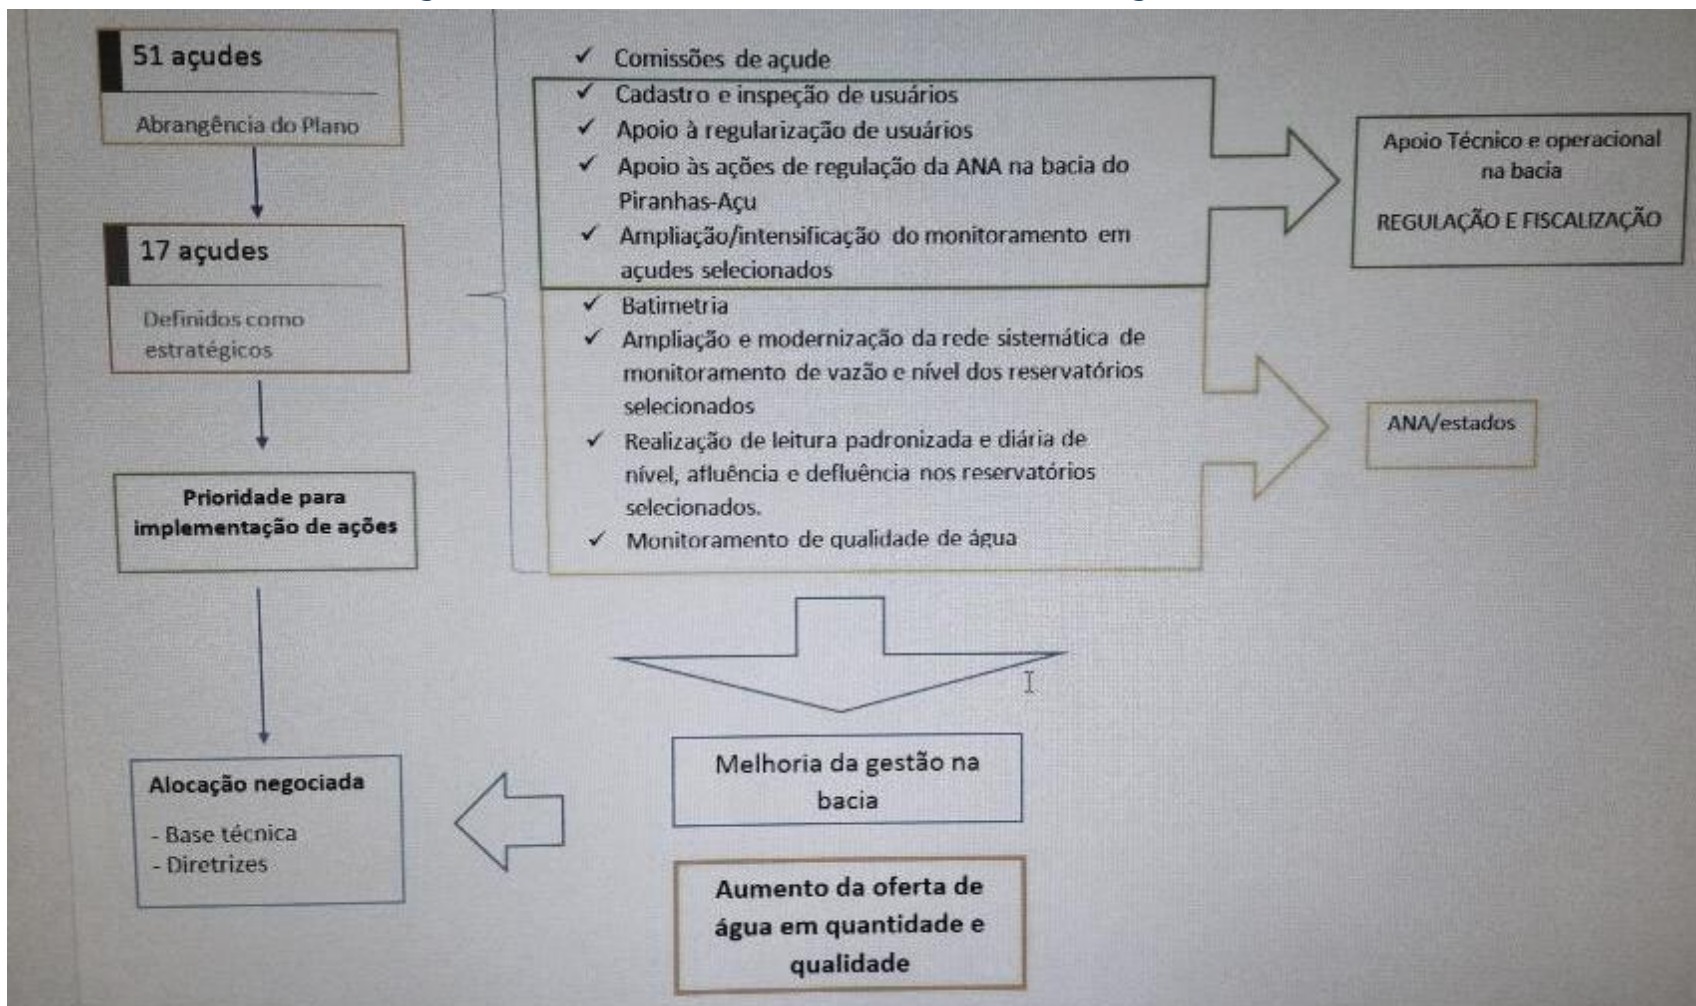 51 açudes
Abrangência do Plano
17 açudes
Definidos como
estratégicos
Prioridade para
implementação de ações
Alocação negociada
- Base técnica
- Diretrizes
✓ Comissões de açude
✓ Cadastro e inspeção de usuários
✓ Apoio à regularização de usuários
✓ Apoio às ações de regulação da ANA na bacia do
Piranhas-Açu
✓ Ampliação/intensificação do monitoramento em
açudes selecionados
✓ Batimetria
✓ Ampliação e modernização da rede sistemática de
monitoramento de vazão e nível dos reservatórios
selecionados
✓ Realização de leitura padronizada e diária de
nível, afluência e defluência nos reservatórios
selecionados.
✓ Monitoramento de qualidade de água
Apoio Técnico e operacional
na bacia
REGULAÇÃO E FISCALIZAÇÃO
ANA/estados
Melhoria da gestão na
bacia
Aumento da oferta de
água em quantidade e
qualidade